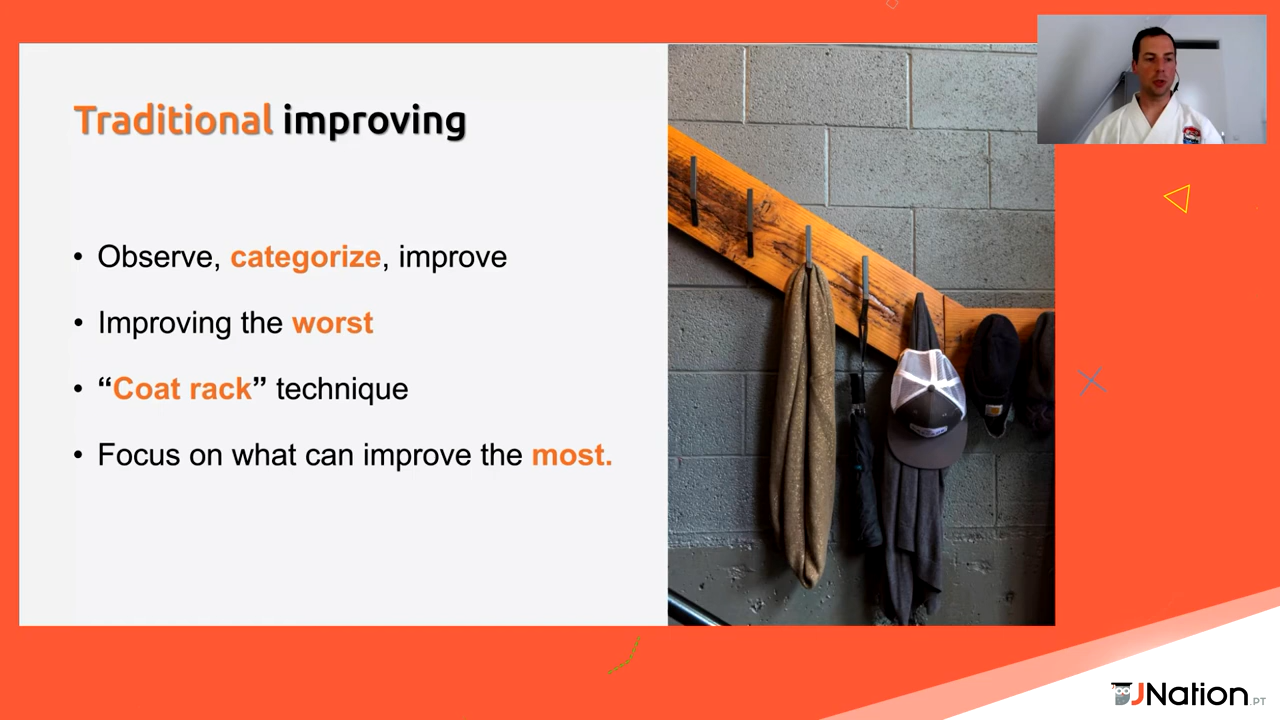 Traditional improving
• Observe, categorize, improve
• Improving the worst
• “Coat rack” technique
• Focus on what can improve the most.
JNation.PT